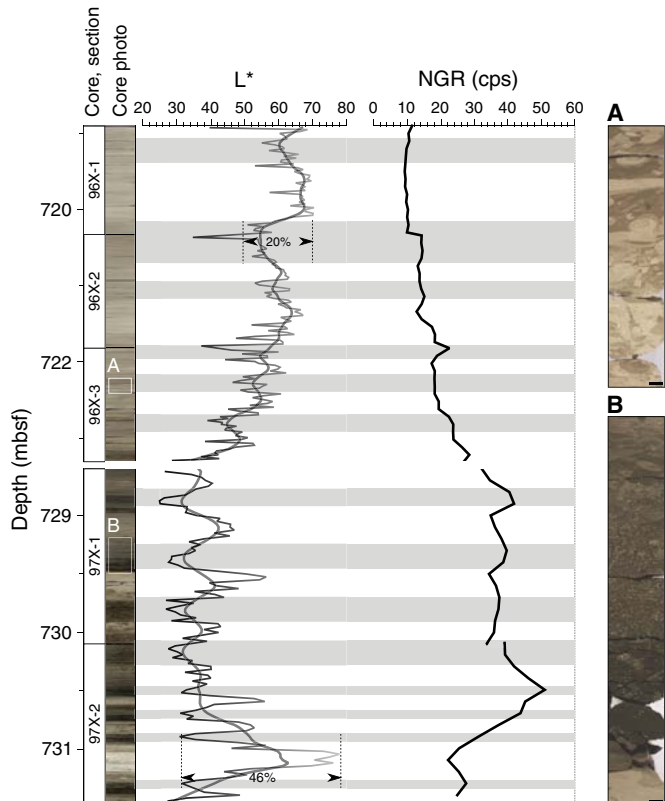 Core, section
Core photo
L*
NGR (cps)
20 30 40 50 60 70 80
0 10 20 30 40 50 60
A
96X-1
720
20%
96X-2
722
A
96X-3
B
Depth (mbsf)
729
B
97X-1
730
97X-2
731
46%